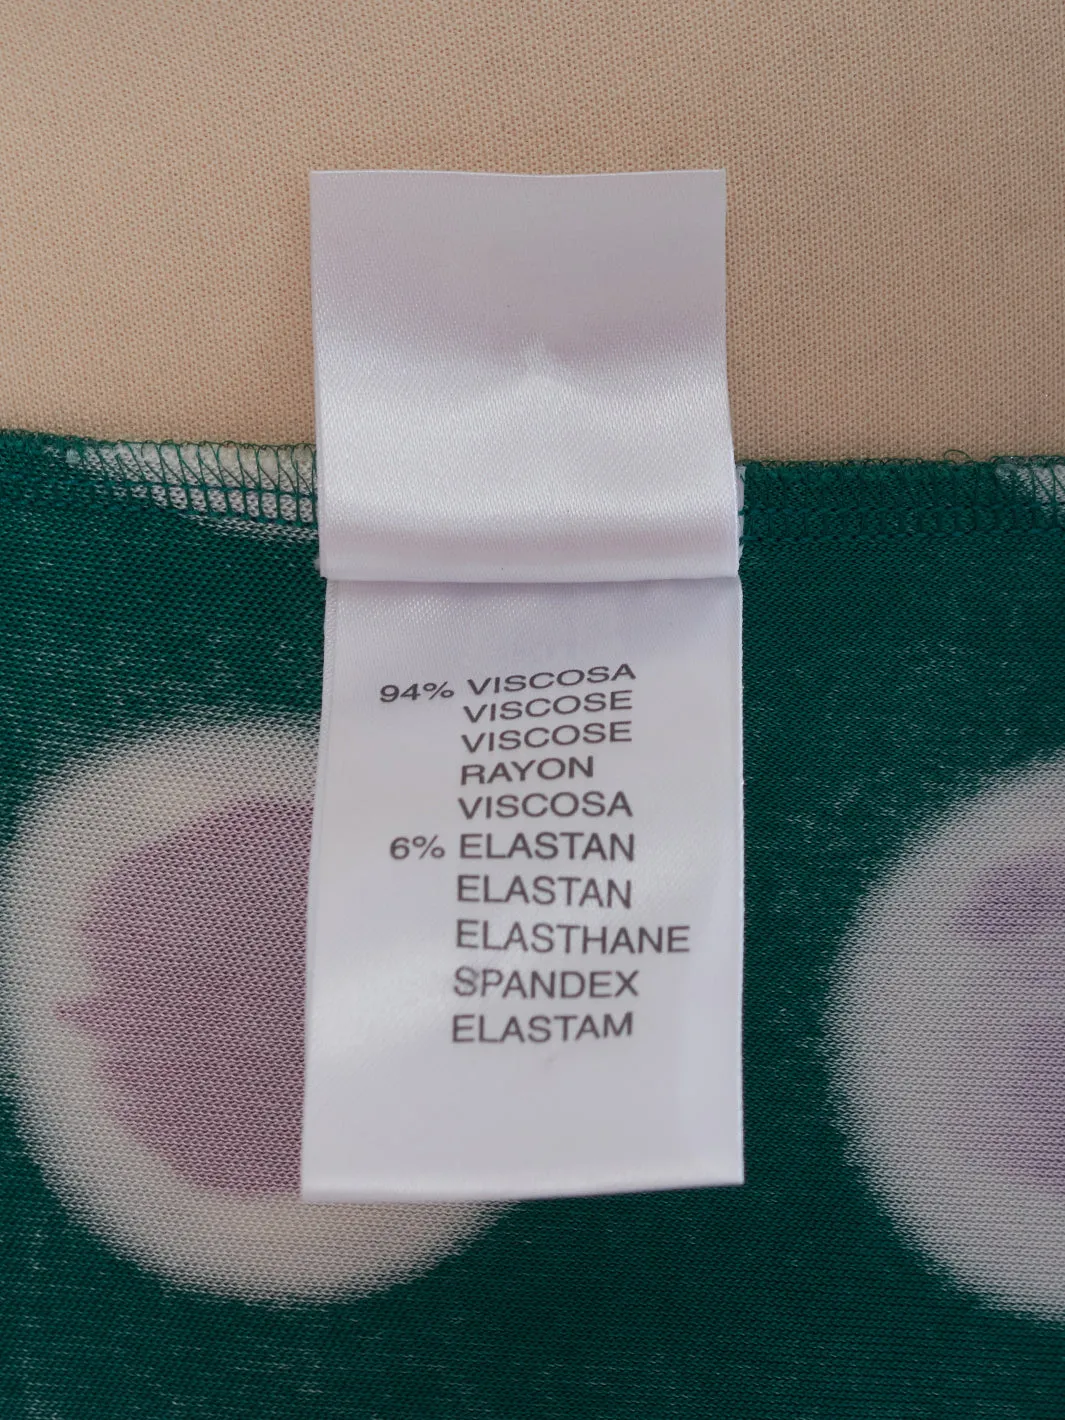 94% VISCOSA
VISCOSE
VISCOSE
RAYON
VISCOSA
6% ELASTAN
ELASTAN
ELASTHANE
SPANDEX
ELASTAM